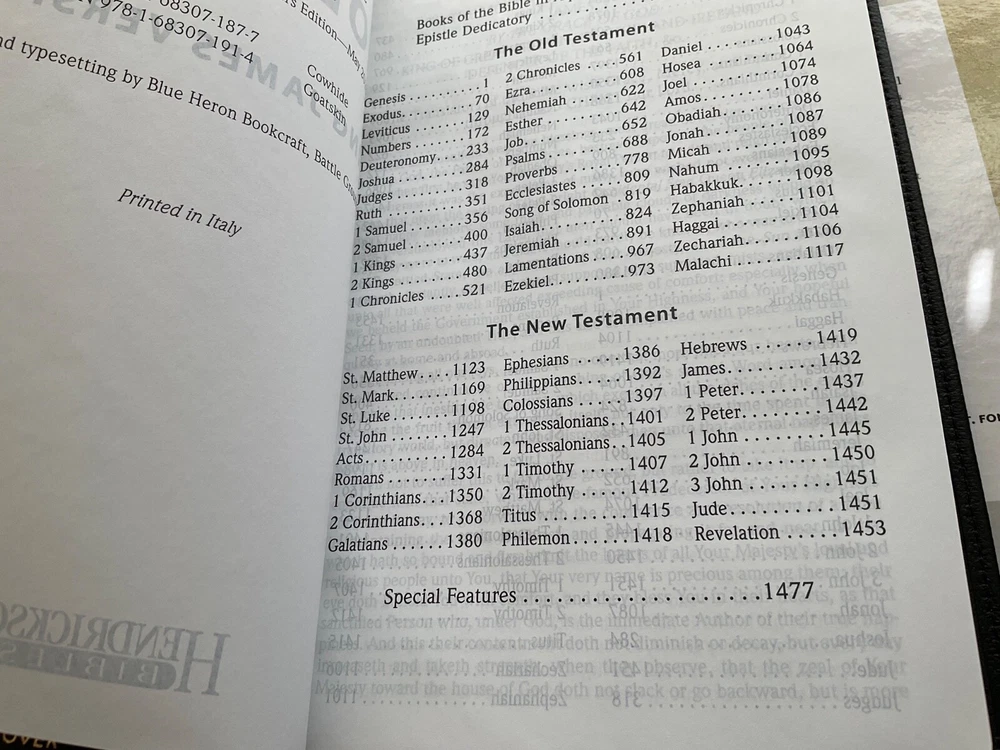 's Edition—
68307-187-7
978-1-68307-191-4
Cowhide
Goatskin
typesetting by Blue Heron Bookcraft, Battle
Printed in Italy
HENDRICKSO
BIBLES
Books of the Bible in
Epistle Dedicatory
The Old Testament
Genesis . . . . . . . . . . 1
Exodus. . . . . . . . . . 70
Leviticus . . . . . . . 129
Numbers . . . . . . . 172
Deuteronomy. . . . 233
Joshua . . . . . . . . . 284
Judges . . . . . . . . . 318
Ruth . . . . . . . . . . . 351
1 Samuel . . . . . . . 356
2 Samuel . . . . . . . 400
1 Kings . . . . . . . . 437
2 Kings . . . . . . . . 480
1 Chronicles . . . . 521
2 Chronicles . . . . 561
Ezra. . . . . . . . . . . 608
Nehemiah . . . . . . 622
Esther . . . . . . . . . 642
Job. . . . . . . . . . . . 652
Psalms. . . . . . . . . 688
Proverbs . . . . . . . 778
Ecclesiastes . . . . 809
Song of Solomon . 819
Isaiah. . . . . . . . . . 824
Jeremiah . . . . . . . 891
Lamentations . . . 967
Ezekiel. . . . . . . . . 973
Daniel . . . . . . . . 1043
Hosea . . . . . . . . 1064
Joel . . . . . . . . . . 1074
Amos. . . . . . . . . 1078
Obadiah. . . . . . . 1086
Jonah. . . . . . . . . 1087
Micah . . . . . . . . 1089
Nahum . . . . . . . 1095
Habakkuk. . . . . . 1098
Zephaniah . . . . . 1101
Haggai . . . . . . . . 1104
Zechariah. . . . . . 1106
Malachi . . . . . . . 1117
The New Testament
St. Matthew. . . . 1123
St. Mark. . . . . . . 1169
St. Luke . . . . . . . 1198
St. John . . . . . . . 1247
Acts. . . . . . . . . . 1284
Romans . . . . . . . 1331
1 Corinthians. . . 1350
2 Corinthians. . . 1368
Galatians . . . . . . 1380
Ephesians . . . . . 1386
Philippians. . . . . 1392
Colossians . . . . . 1397
1 Thessalonians. . 1401
2 Thessalonians. . 1405
1 Timothy . . . . . 1407
2 Timothy . . . . . 1412
Titus . . . . . . . . . 1415
Philemon . . . . . . 1418
Hebrews . . . . . . 1419
James. . . . . . . . . 1432
1 Peter. . . . . . . . 1437
2 Peter. . . . . . . . 1442
1 John . . . . . . . . 1445
2 John . . . . . . . . 1450
3 John . . . . . . . . 1451
Jude. . . . . . . . . . 1451
Revelation . . . . . 1453
Special Features . . . . . . . . . . . . . . . . . . . . 1477